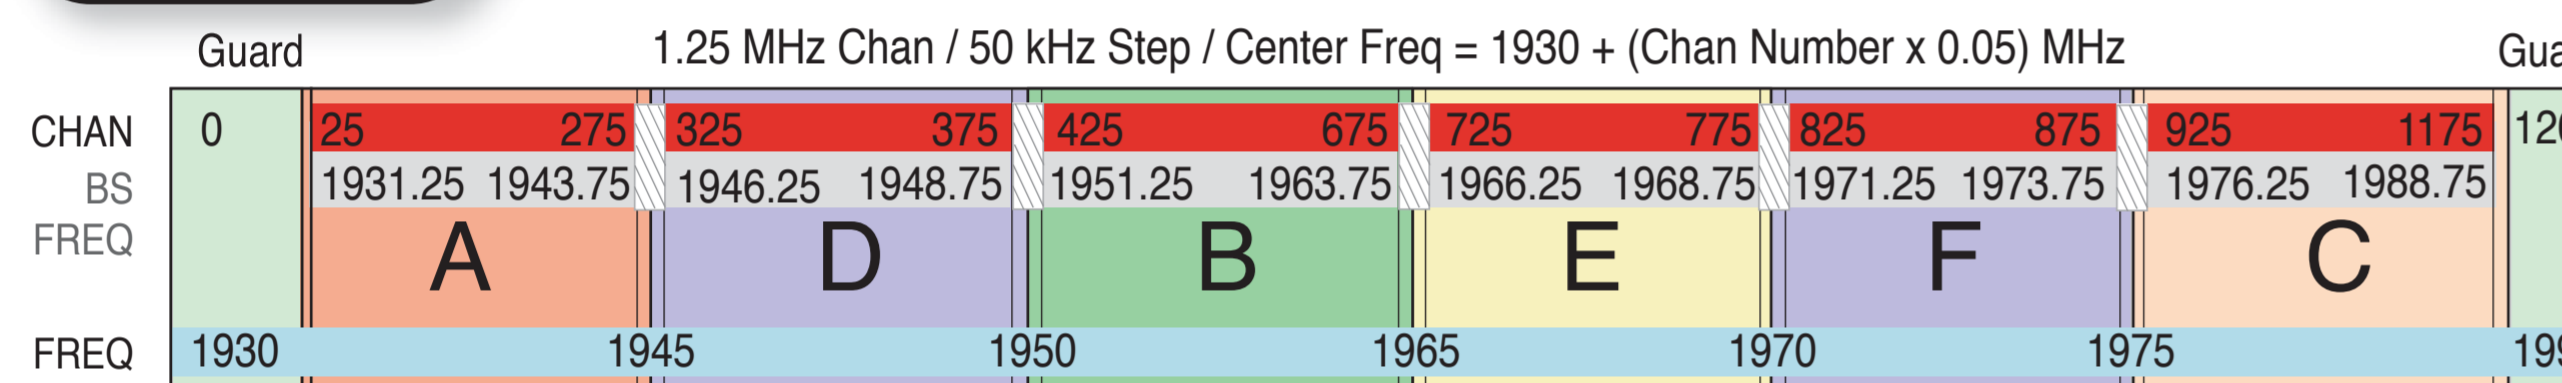 Guard 1.25 MHz Chan / 50 kHz Step / Center Freq = 1930 + (Chan Number x 0.05) MHz
CHAN 0 25 275 325 375 425 675 725 775 825 875 925 1175
BS 1931.25 1943.75 1946.25 1948.75 1951.25 1963.75 1966.25 1968.75 1971.25 1973.75 1976.25 1988.75
FREQ A D B E F C
FREQ 1930 1945 1950 1965 1970 1975